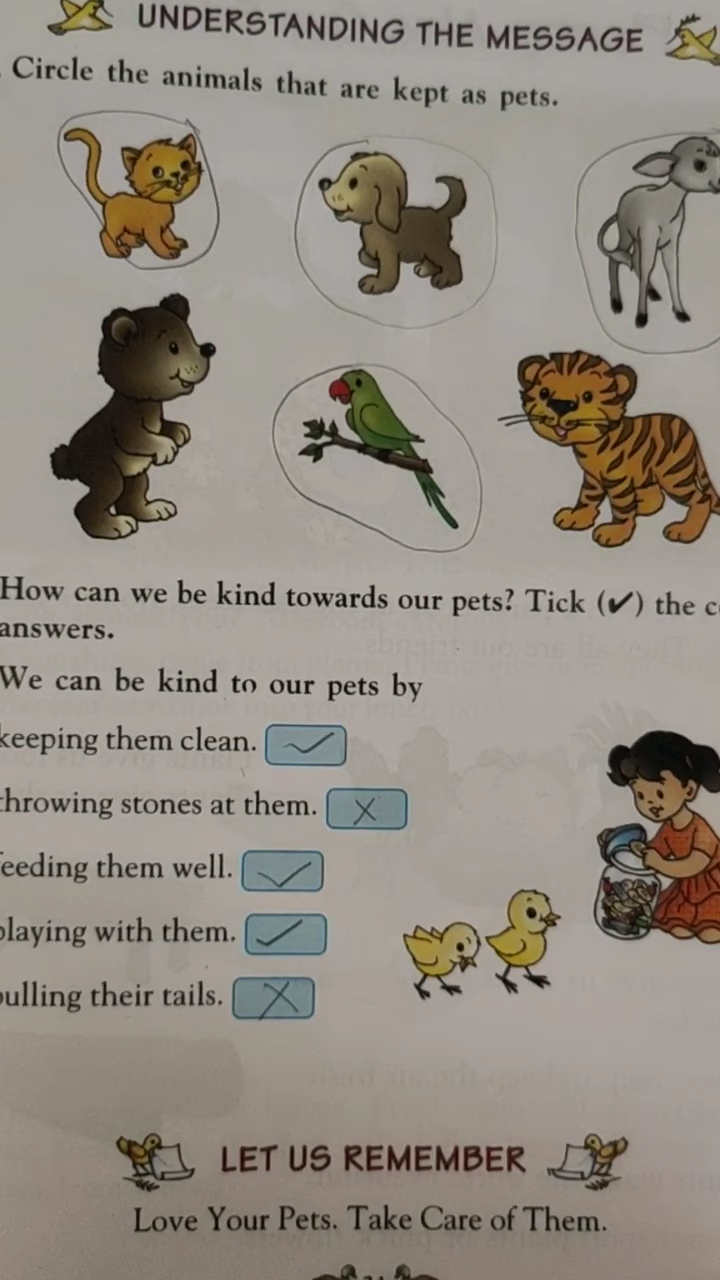 UNDERSTANDING THE MESSAGE
Circle the animals that are kept as pets.
How can we be kind towards our pets? Tick (✔) the
answers.
We can be kind to our pets by
keeping them clean. ✓
throwing stones at them. X
feeding them well. ✓
playing with them. ✓
pulling their tails. X
LET US REMEMBER
Love Your Pets. Take Care of Them.